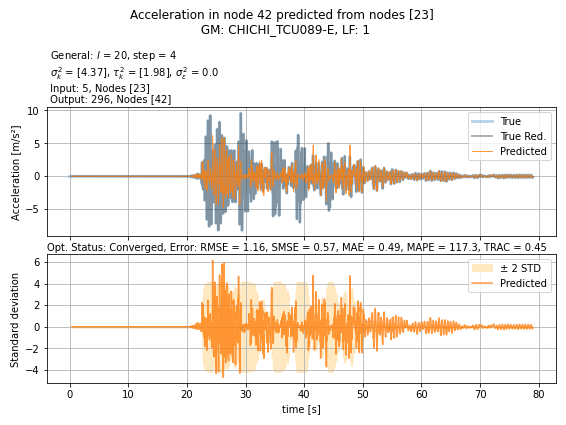 Acceleration in node 42 predicted from nodes [23]
GM: CHICHI_TCU089-E, LF: 1
General: l = 20, step = 4
σ²ₖ = [4.37], τ²ₖ = [1.98], σ²ε = 0.0
Input: 5, Nodes [23]
Output: 296, Nodes [42]
Acceleration [m/s²]
10
5
0
−5
True
True Red.
Predicted
Opt. Status: Converged, Error: RMSE = 1.16, SMSE = 0.57, MAE = 0.49, MAPE = 117.3, TRAC = 0.45
Standard deviation
6
4
2
0
−2
−4
± 2 STD
Predicted
0 10 20 30 40 50 60 70 80
time [s]